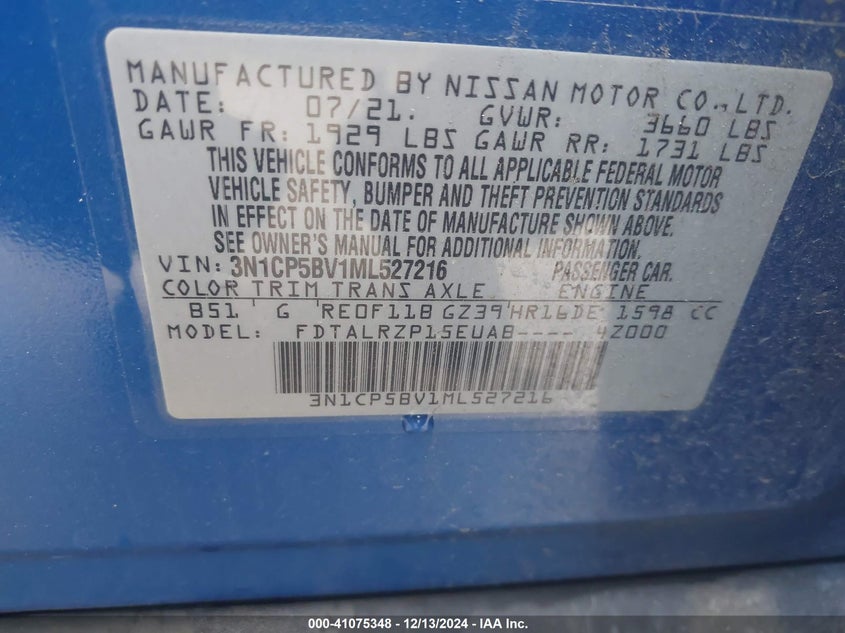 MANUFACTURED BY NISSAN MOTOR CO., LTD.
DATE: 07/21. GVWR: 3660 LBS
GAWR FR: 1929 LBS GAWR RR: 1731 LBS
THIS VEHICLE CONFORMS TO ALL APPLICABLE FEDERAL MOTOR
VEHICLE SAFETY, BUMPER AND THEFT PREVENTION STANDARDS
IN EFFECT ON THE DATE OF MANUFACTURE SHOWN ABOVE.
SEE OWNER'S MANUAL FOR ADDITIONAL INFORMATION.
VIN: 3N1CP5BV1ML527216 PASSENGER CAR.
COLOR TRIM TRANS AXLE ENGINE
B51 G RE0F11B GZ39 HR16DE 1598 CC
MODEL: FDTALRZP15EUAB---- 4Z000
3N1CP5BV1ML527216
000-41075348 - 12/13/2024 - IAA Inc.